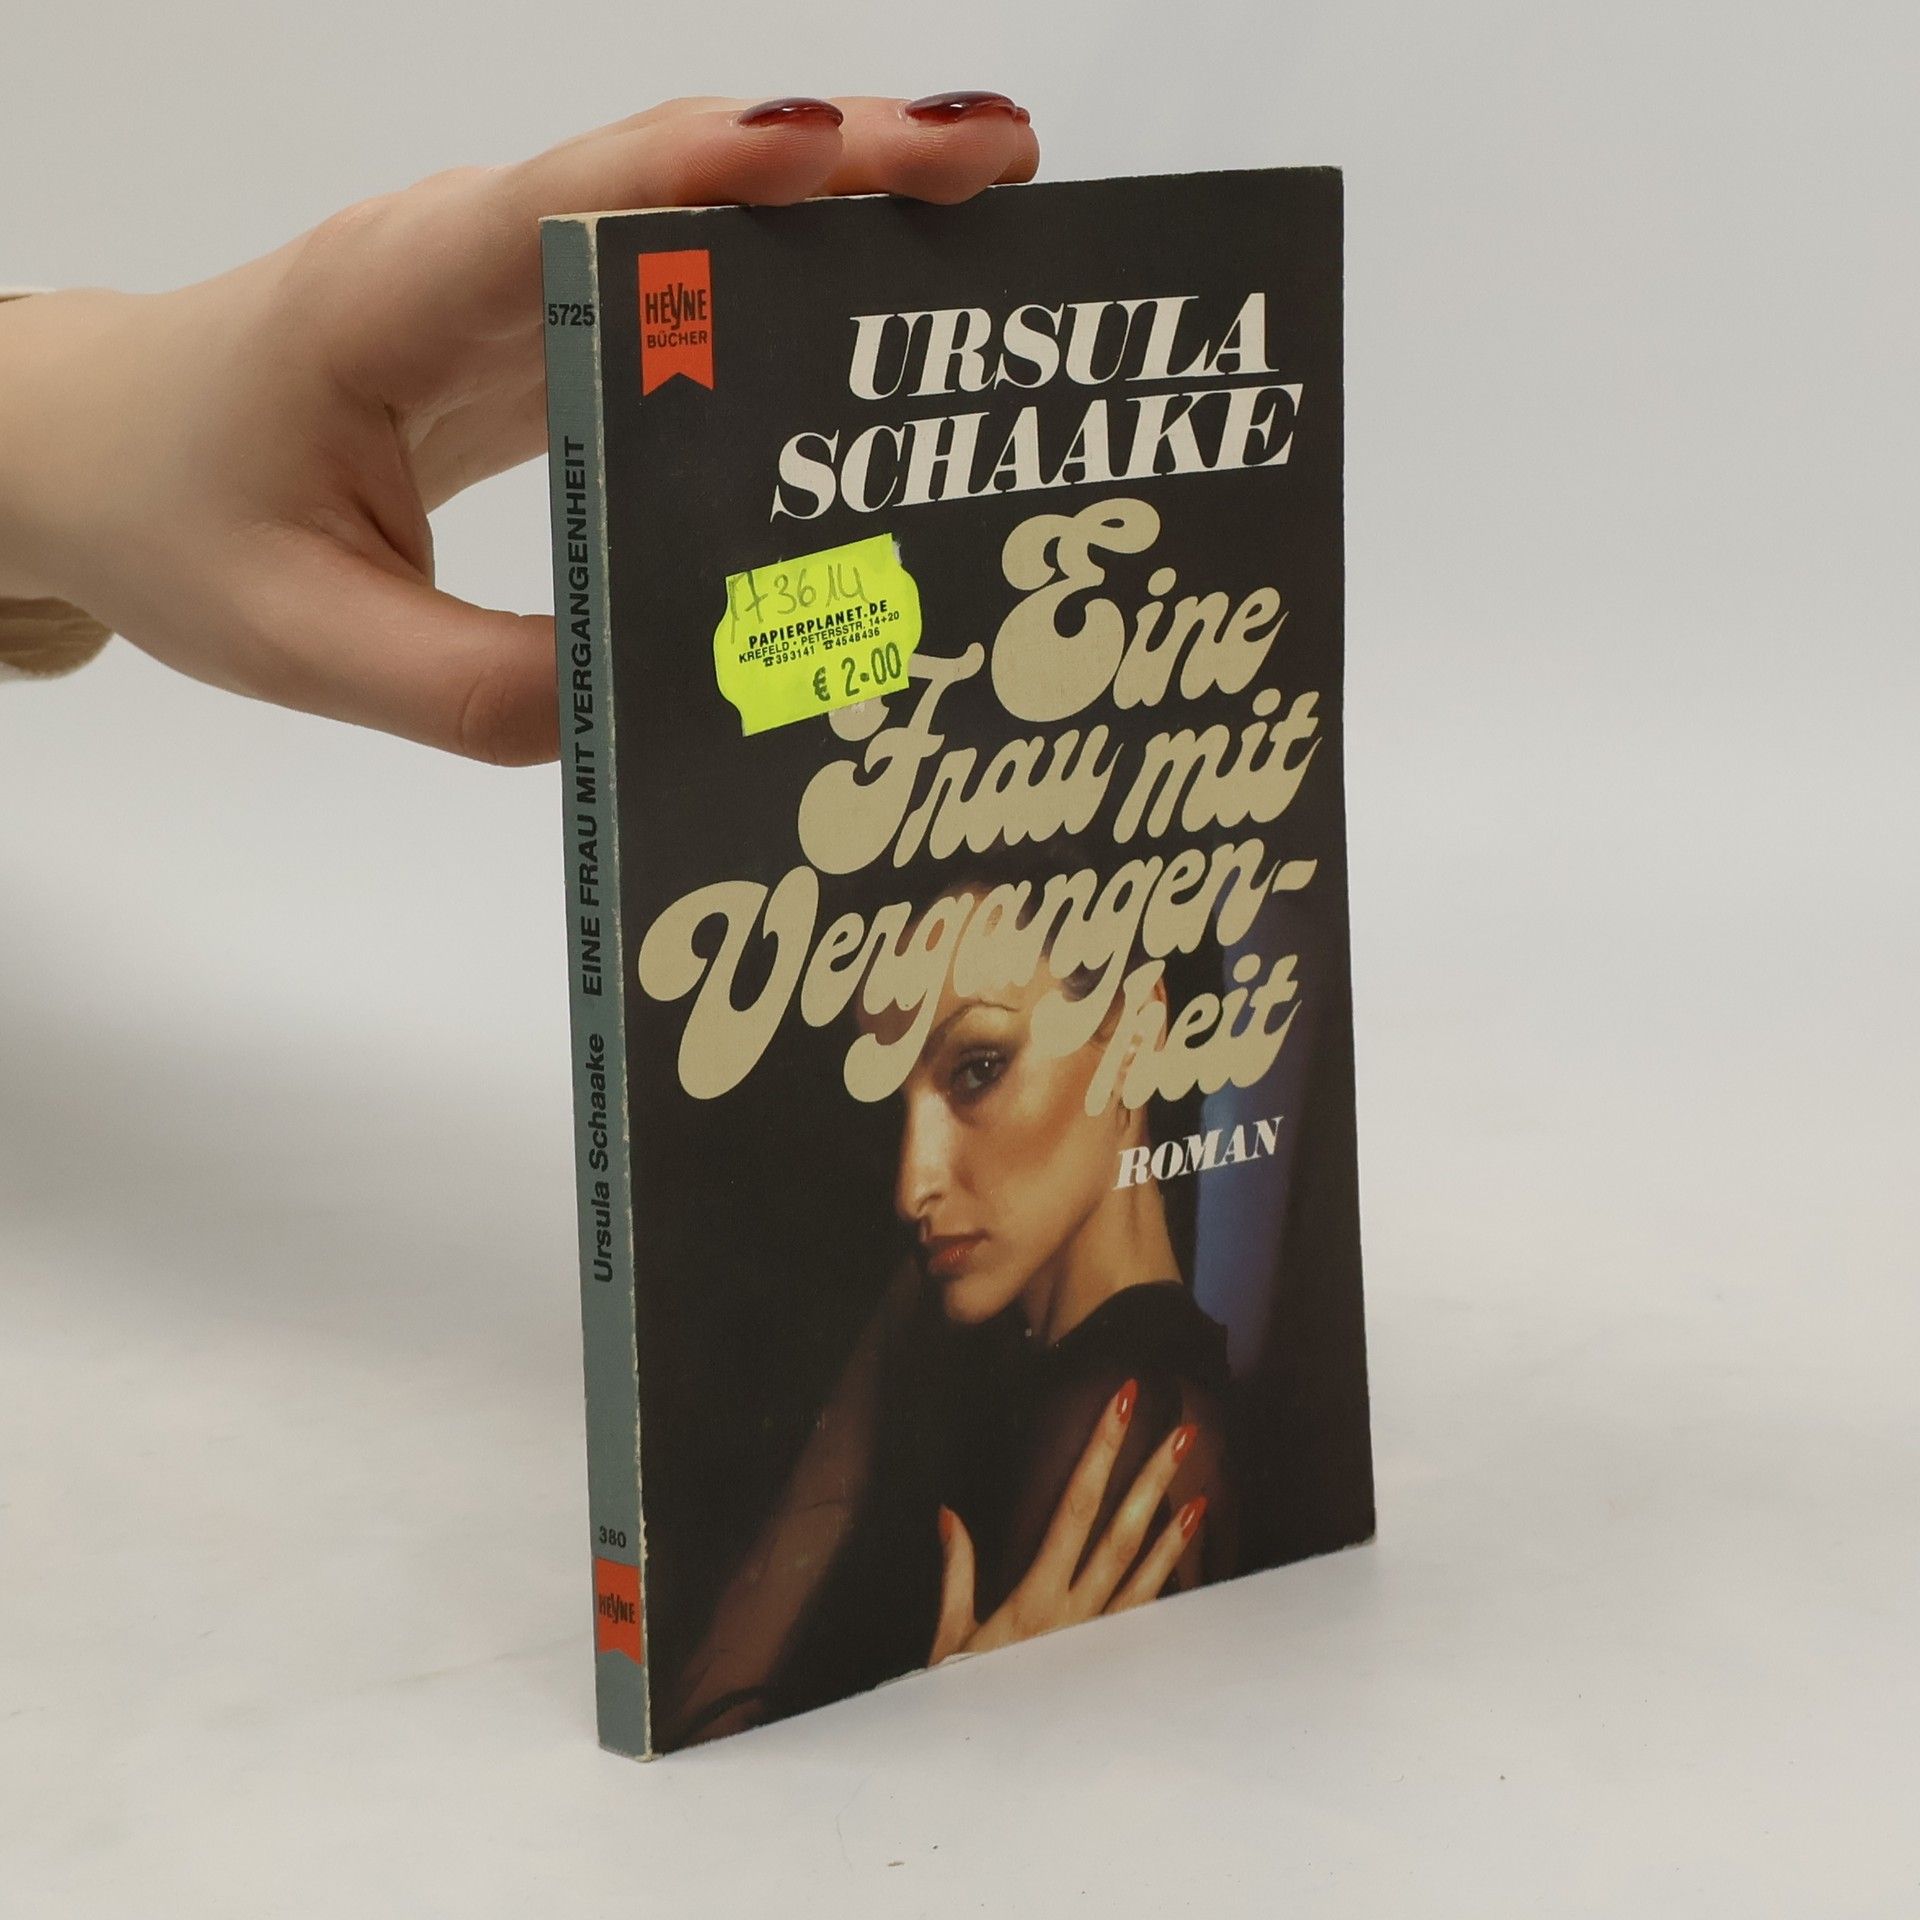 5725
EINE FRAU MIT VERGANGENHEIT
Ursula Schaake
380
HEYNE
HEYNE
BÜCHER
URSULA
SCHAAKE
173614
PAPIERPLANET.DE
KREFELD · PETERSSTR. 14+20
☎393141 ☎4548436
€ 2.00
Eine
Frau mit
Vergangen-
heit
ROMAN